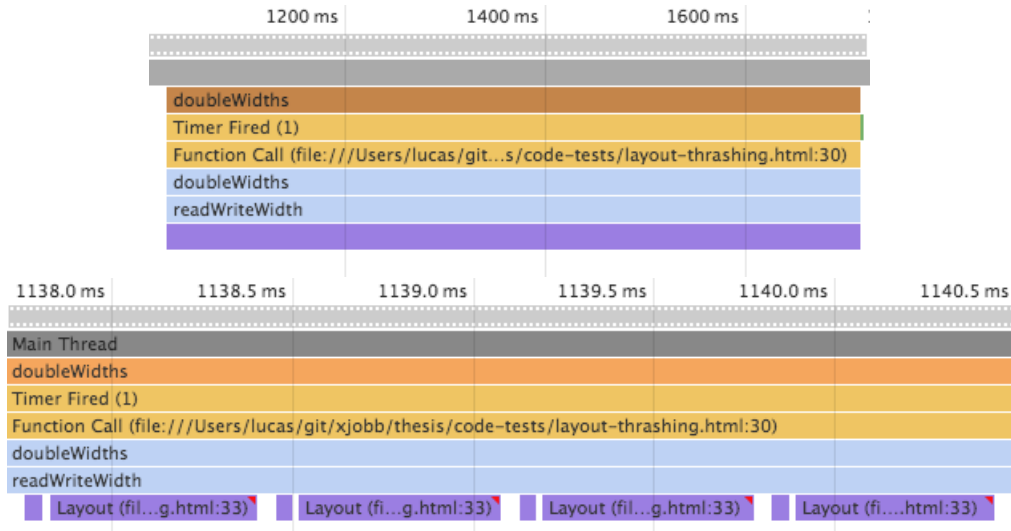 1200 ms 1400 ms 1600 ms
doubleWidths
Timer Fired (1)
Function Call (file:///Users/lucas/git...s/code-tests/layout-thrashing.html:30)
doubleWidths
readWriteWidth
1138.0 ms 1138.5 ms 1139.0 ms 1139.5 ms 1140.0 ms 1140.5 ms
Main Thread
doubleWidths
Timer Fired (1)
Function Call (file:///Users/lucas/git/xjobb/thesis/code-tests/layout-thrashing.html:30)
doubleWidths
readWriteWidth
Layout (fil...g.html:33) Layout (fi...g.html:33) Layout (fil...g.html:33) Layout (fi....html:33)